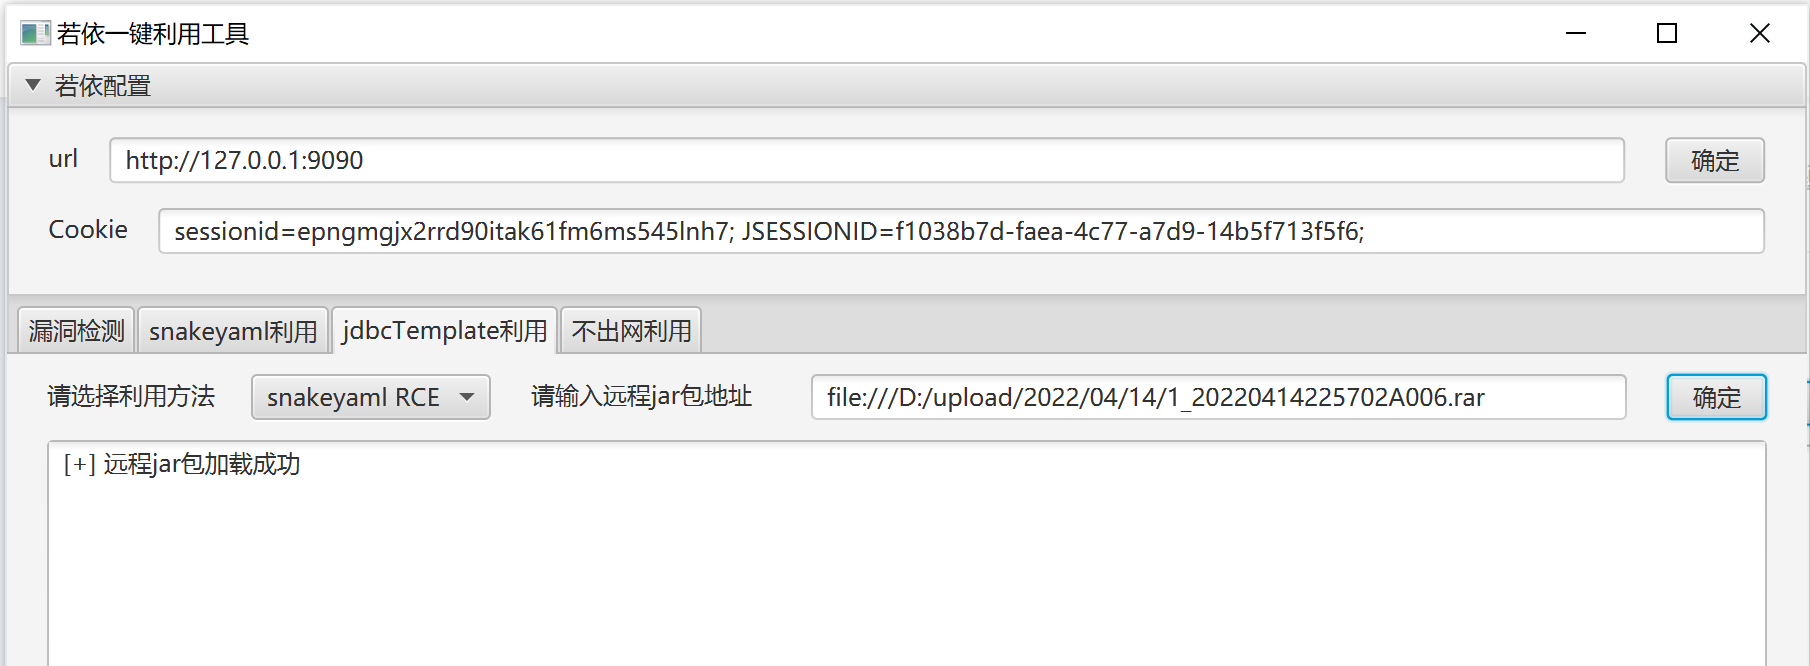 若依一键利用工具
若依配置
url http://127.0.0.1:9090 确定
Cookie sessionid=epngmgjx2rrd90itak61fm6ms545lnh7; JSESSIONID=f1038b7d-faea-4c77-a7d9-14b5f713f5f6;
漏洞检测 snakeyaml利用 jdbcTemplate利用 不出网利用
请选择利用方法 snakeyaml RCE 请输入远程jar包地址 file:///D:/upload/2022/04/14/1_20220414225702A006.rar 确定
[+] 远程jar包加载成功